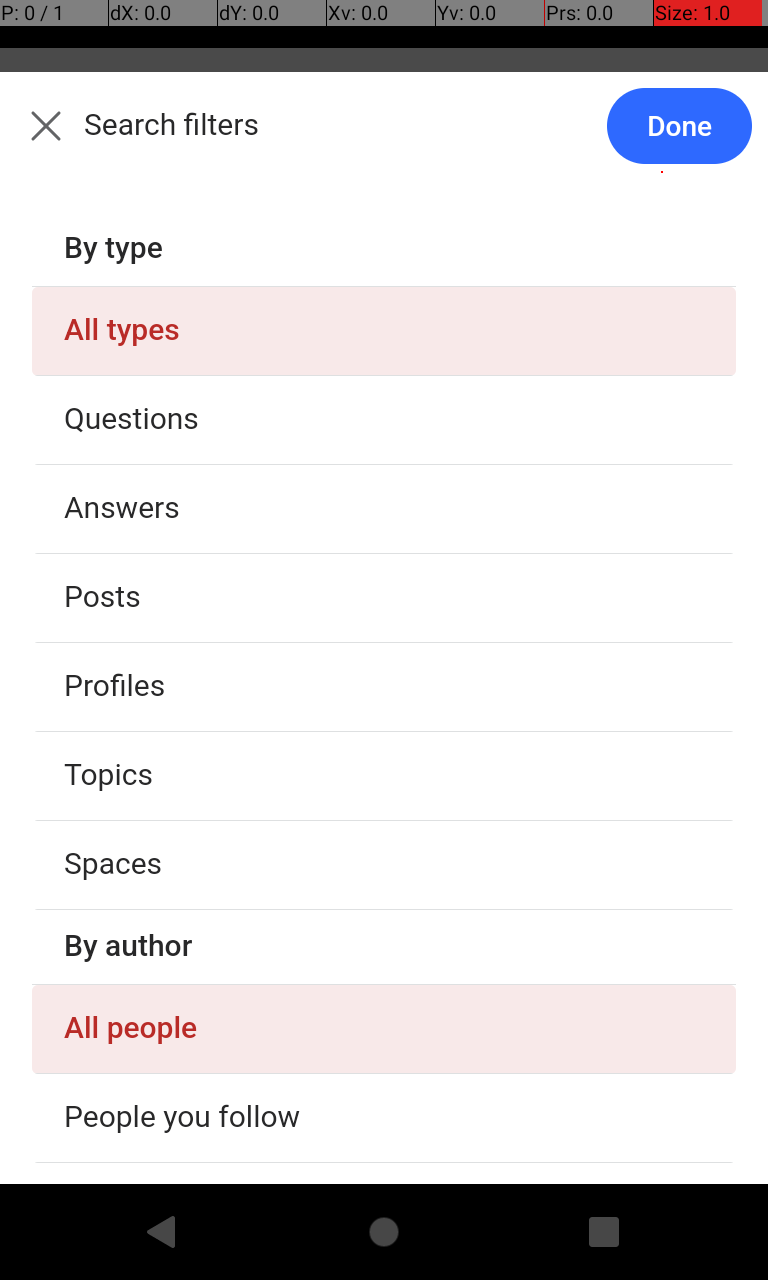 P: 0 / 1 dX: 0.0 dY: 0.0 Xv: 0.0 Yv: 0.0 Prs: 0.0 Size: 1.0
Search filters Done
By type
All types
Questions
Answers
Posts
Profiles
Topics
Spaces
By author
All people
People you follow